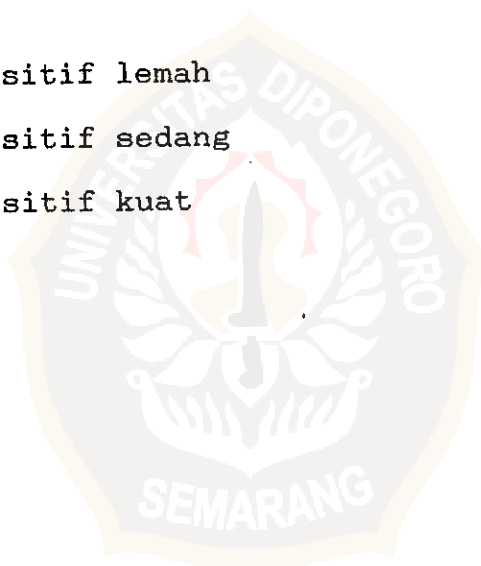 sitif lemah
sitif sedang
sitif kuat
UNIVERSITAS DIPONEGORO
SEMARANG